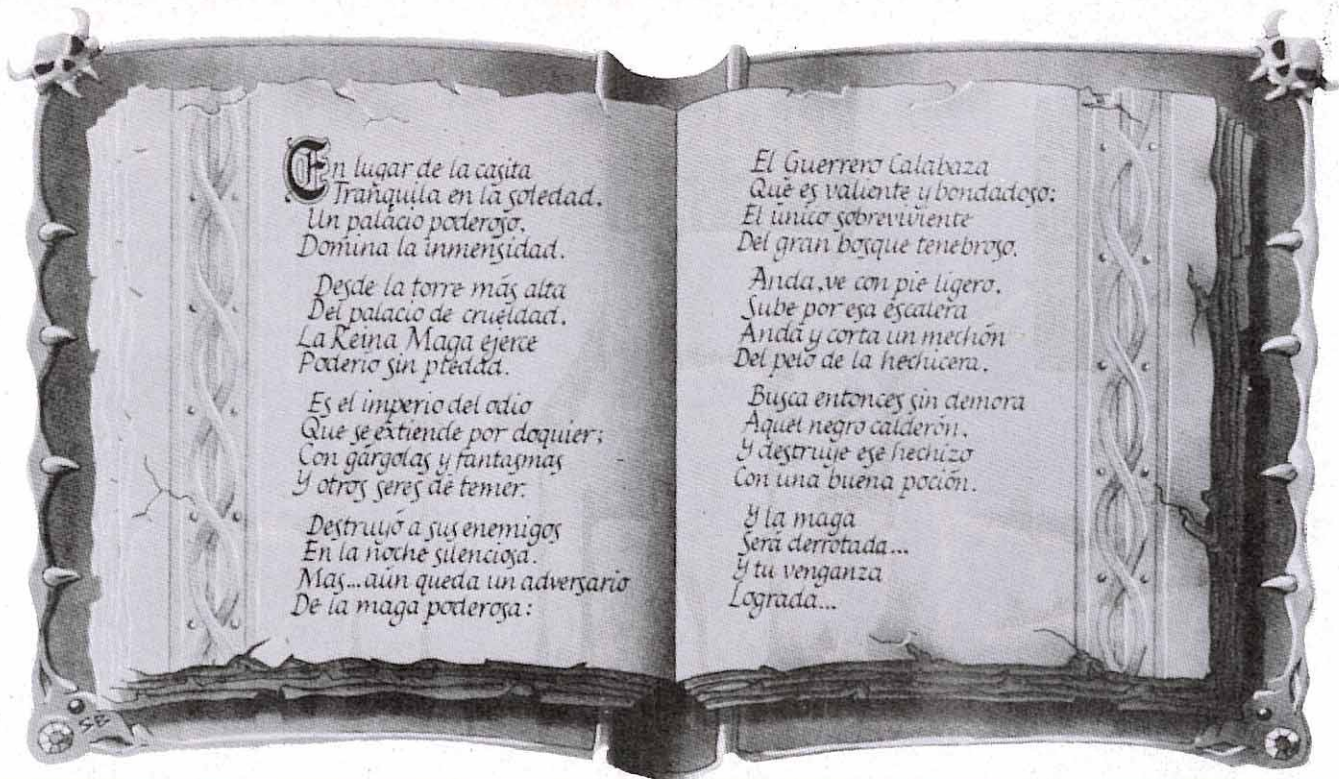 En lugar de la casita
Tranquila en la soledad.
Un palacio poderoso.
Domina la inmensidad.
Desde la torre más alta
Del palacio de crueldad.
La Reina Maga ejerce
Poderío sin piedad.
Es el imperio del odio
Que se extiende por doquier;
Con gárgolas y fantasmas
Y otros seres de temer.
Destruyó a sus enemigos
En la noche silenciosa.
Mas...aún queda un adversario
De la maga poderosa:
El Guerrero Calabaza
Que es valiente y bondadoso:
El único sobreviviente
Del gran bosque tenebroso.
Anda,ve con pie ligero.
Sube por esa escalera
Anda y corta un mechón
Del pelo de la hechicera.
Busca entonces sin demora
Aquel negro calderón.
Y destruye ese hechizo
Con una buena poción.
Y la maga
Será derrotada...
Y tu venganza
Lograda...
SB